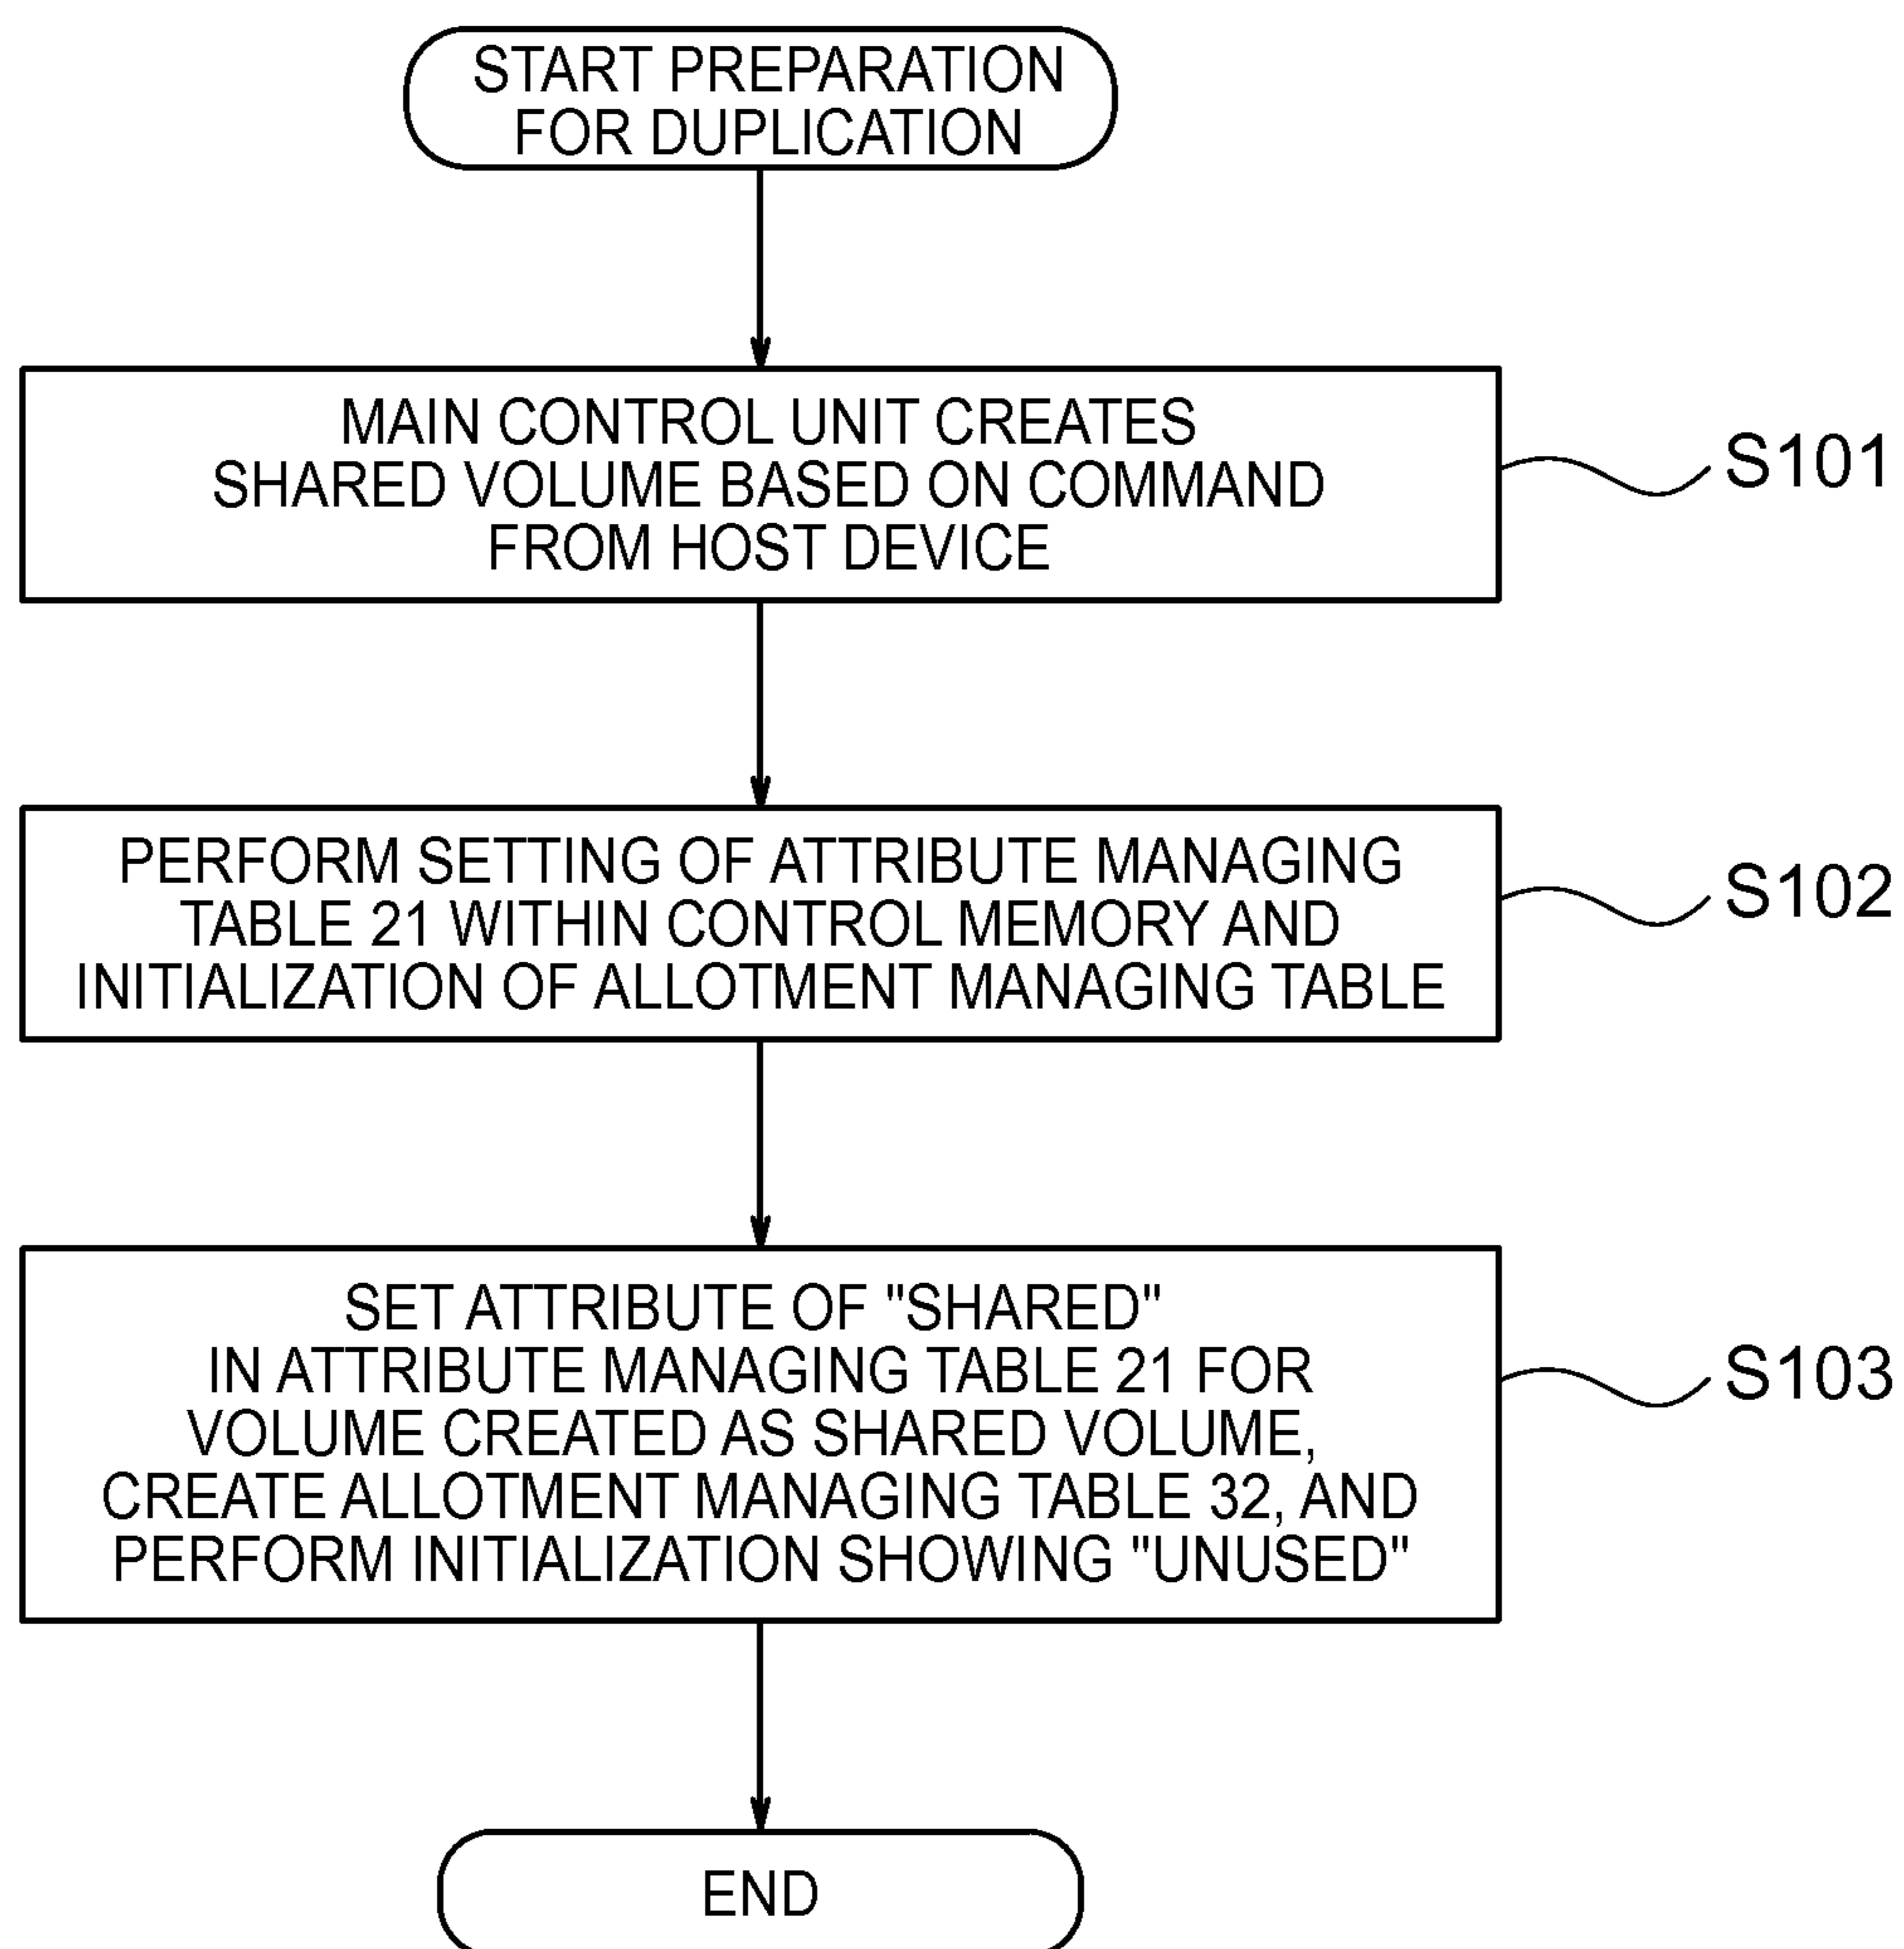 START PREPARATION
FOR DUPLICATION
MAIN CONTROL UNIT CREATES
SHARED VOLUME BASED ON COMMAND
FROM HOST DEVICE
S101
PERFORM SETTING OF ATTRIBUTE MANAGING
TABLE 21 WITHIN CONTROL MEMORY AND
INITIALIZATION OF ALLOTMENT MANAGING TABLE
S102
SET ATTRIBUTE OF "SHARED"
IN ATTRIBUTE MANAGING TABLE 21 FOR
VOLUME CREATED AS SHARED VOLUME,
CREATE ALLOTMENT MANAGING TABLE 32, AND
PERFORM INITIALIZATION SHOWING "UNUSED"
S103
END